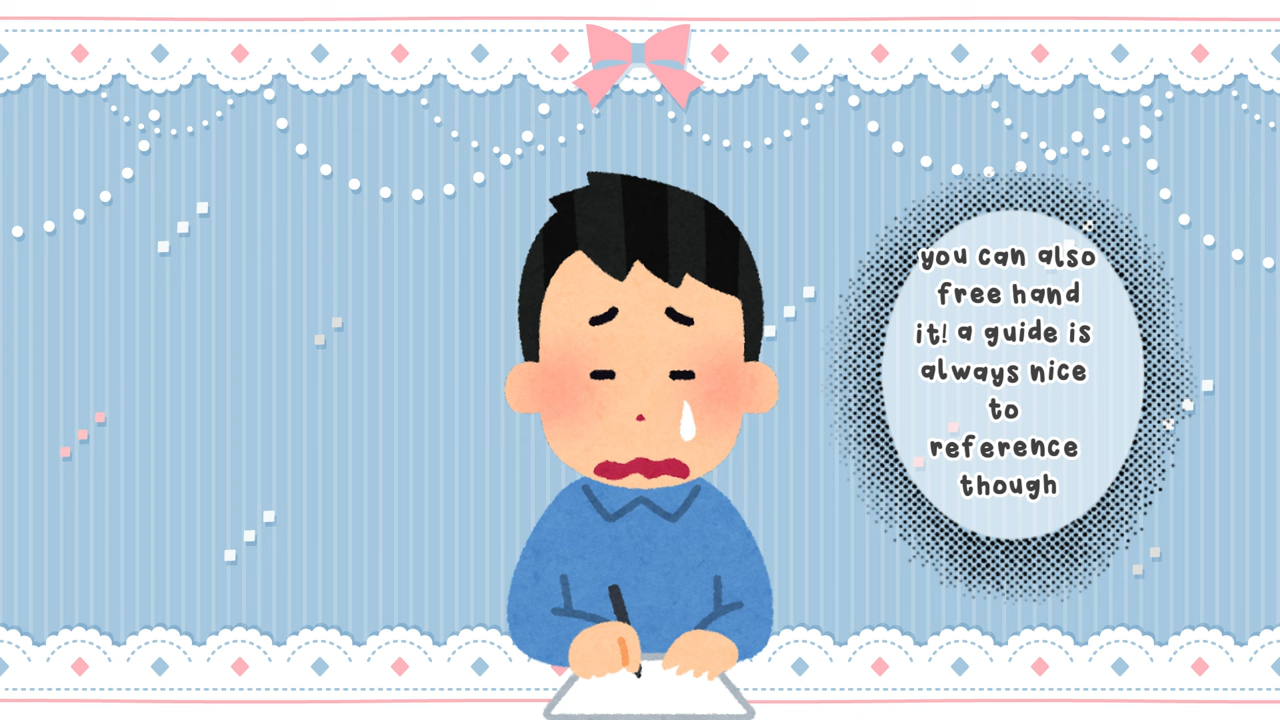 you can also
free hand
it! a guide is
always nice
to
reference
though